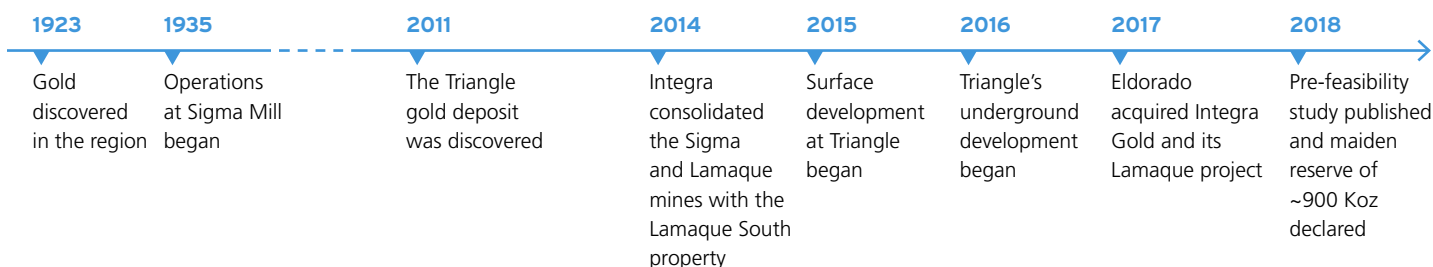 1923
Gold
discovered
in the region
1935
Operations
at Sigma Mill
began
2011
The Triangle
gold deposit
was discovered
2014
Integra
consolidated
the Sigma
and Lamaque
mines with the
Lamaque South
property
2015
Surface
development
at Triangle
began
2016
Triangle's
underground
development
began
2017
Eldorado
acquired Integra
Gold and its
Lamaque project
2018
Pre-feasibility
study published
and maiden
reserve of
~900 Koz
declared